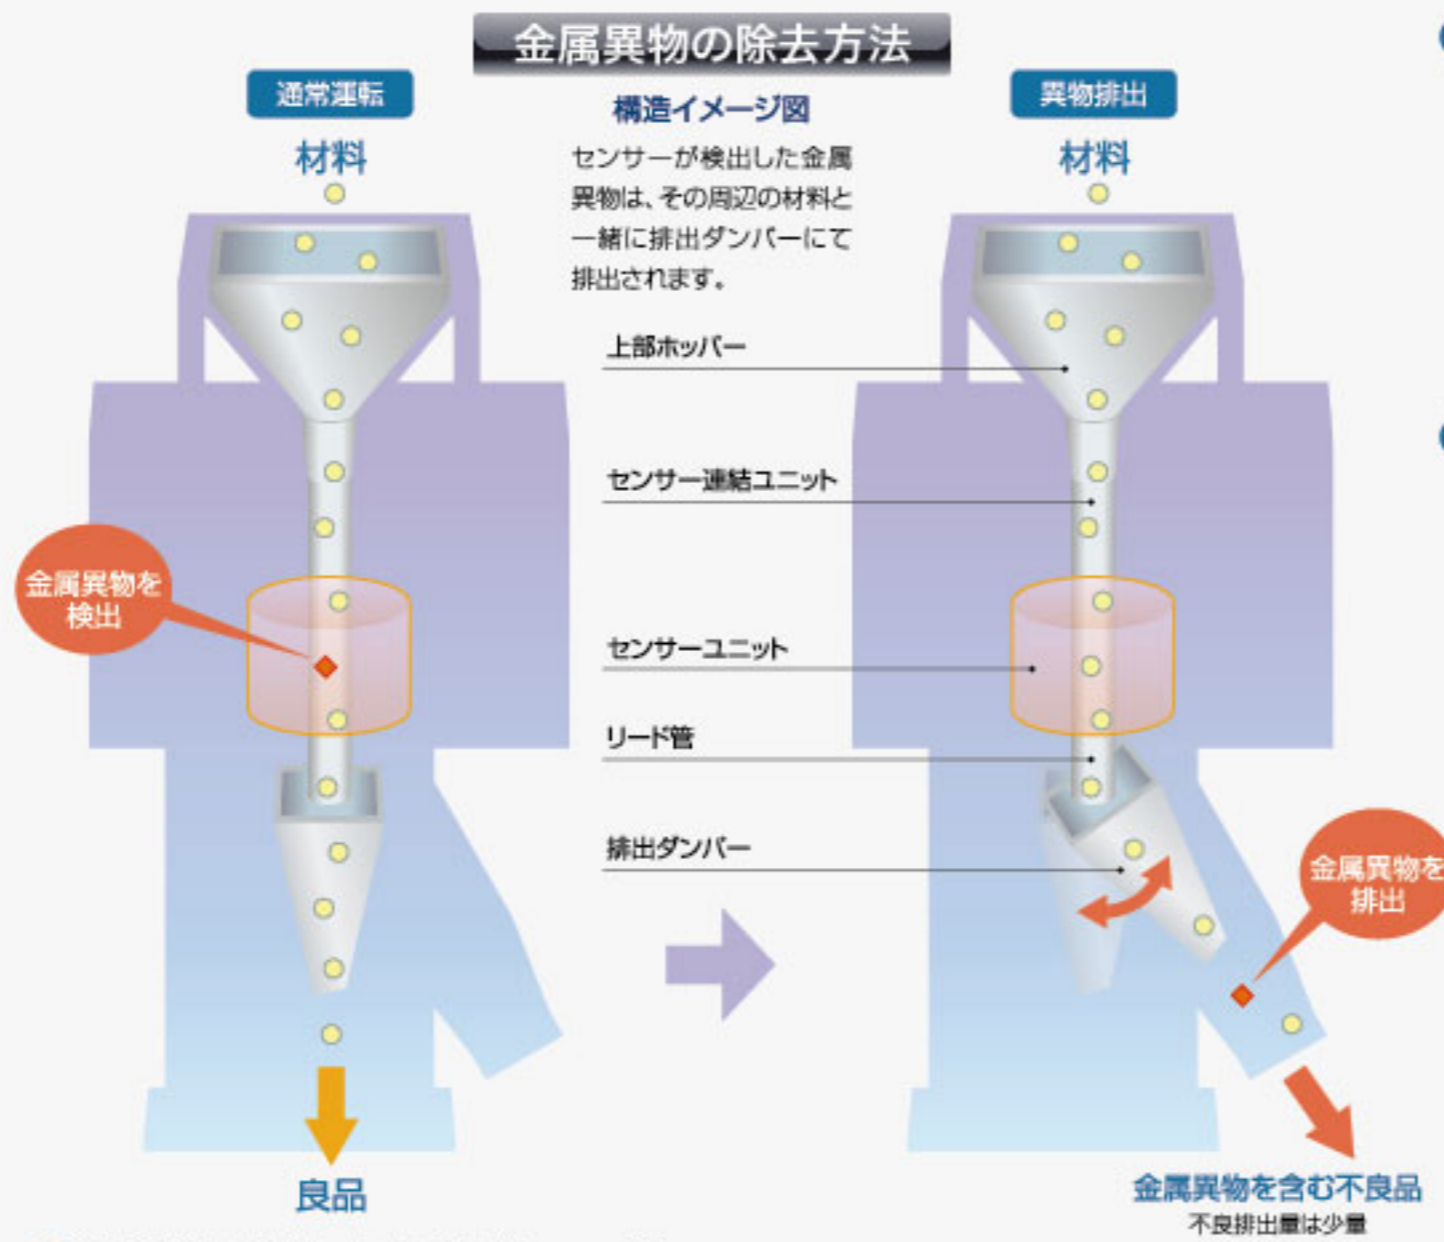 金属異物の除去方法
通常運転
構造イメージ図
異物排出
材料
センサーが検出した金属
異物は、その周辺の材料と
一緒に排出ダンパーにて
排出されます。
材料
上部ホッパー
センサー連結ユニット
金属異物を
検出
センサーユニット
リード管
排出ダンパー
金属異物を
排出
良品
金属異物を含む不良品
不良排出量は少量